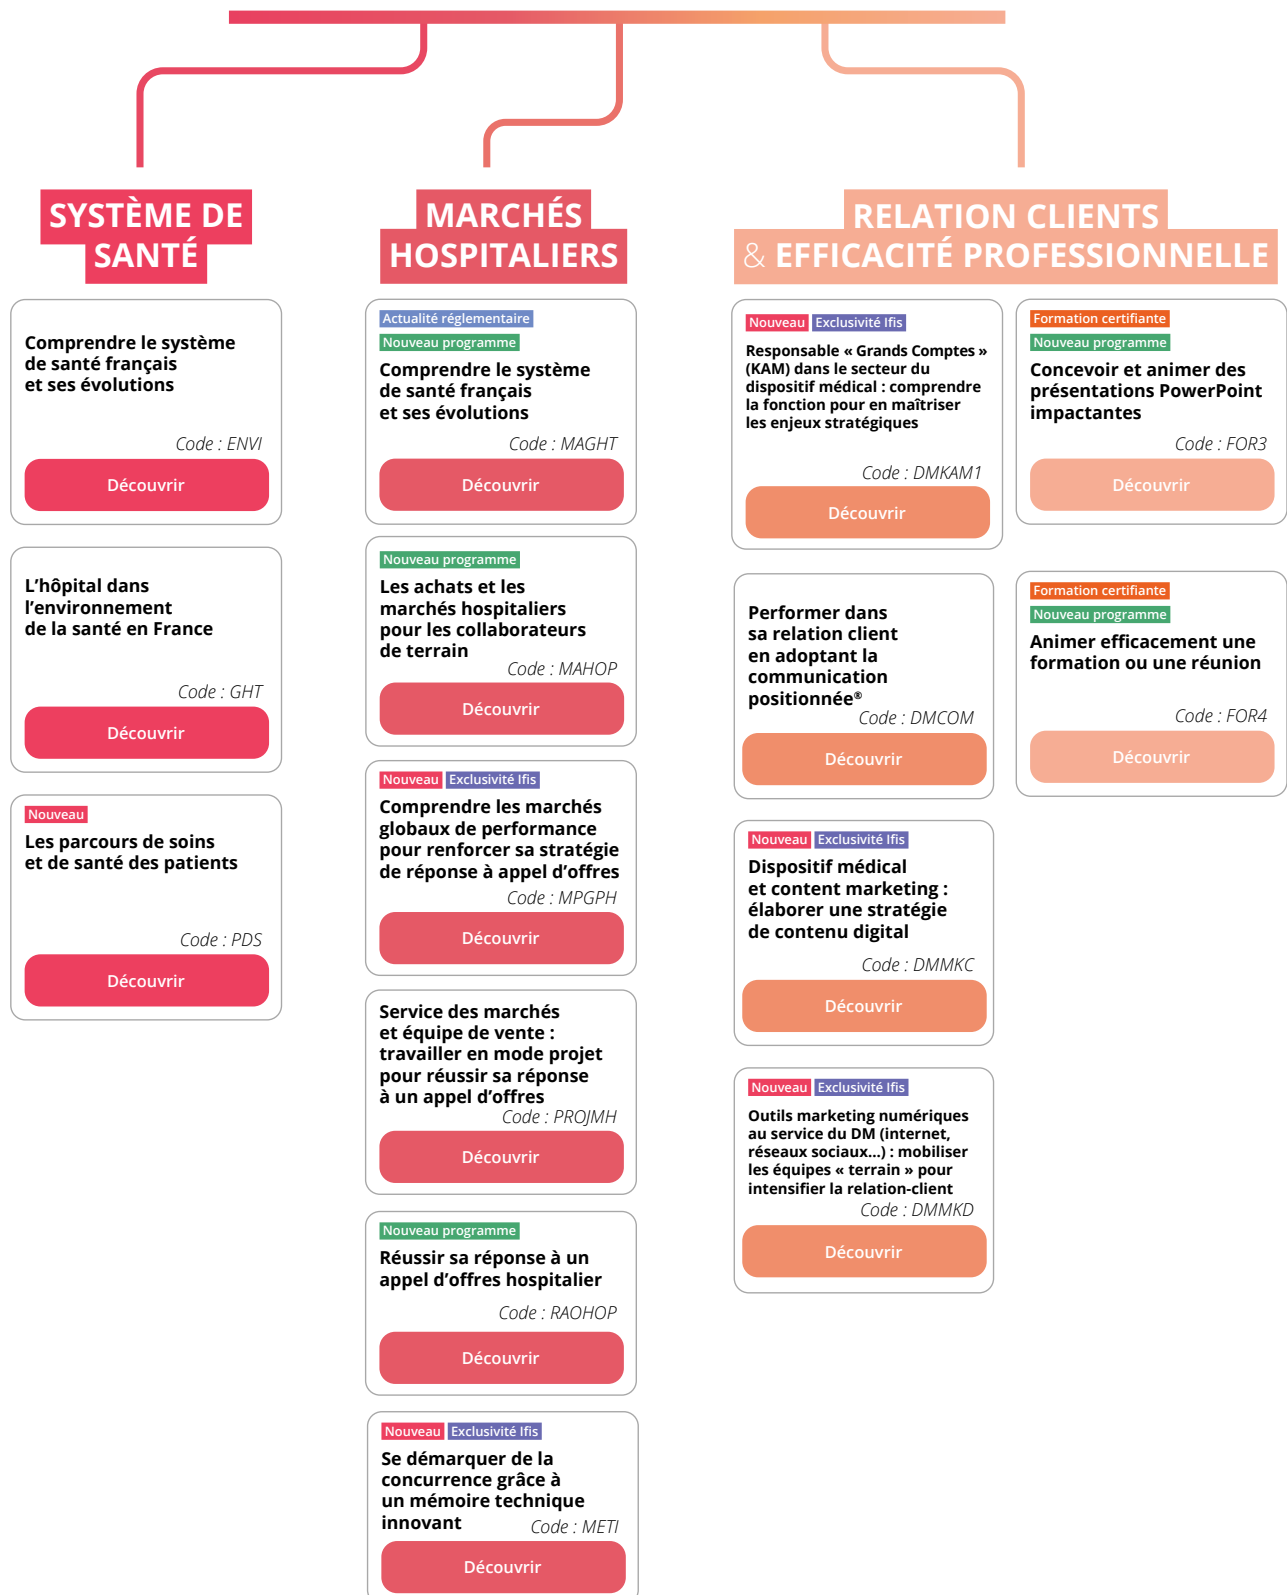 SYSTÈME DE
SANTÉ
Comprendre le système
de santé français
et ses évolutions
Code : ENVI
Découvrir
L’hôpital dans
l’environnement
de la santé en France
Code : GHT
Découvrir
Nouveau
Les parcours de soins
et de santé des patients
Code : PDS
Découvrir
MARCHÉS
HOSPITALIERS
Actualité réglementaire
Nouveau programme
Comprendre le système
de santé français
et ses évolutions
Code : MAGHT
Découvrir
Nouveau programme
Les achats et les
marchés hospitaliers
pour les collaborateurs
de terrain
Code : MAHOP
Découvrir
Nouveau Exclusivité Ifis
Comprendre les marchés
globaux de performance
pour renforcer sa stratégie
de réponse à appel d’offres
Code : MPGPH
Découvrir
Service des marchés
et équipe de vente :
travailler en mode projet
pour réussir sa réponse
à un appel d’offres
Code : PROJMH
Découvrir
Nouveau programme
Réussir sa réponse à un
appel d’offres hospitalier
Code : RAOHOP
Découvrir
Nouveau Exclusivité Ifis
Se démarquer de la
concurrence grâce à
un mémoire technique
innovant
Code : METI
Découvrir
RELATION CLIENTS
& EFFICACITÉ PROFESSIONNELLE
Nouveau Exclusivité Ifis
Responsable « Grands Comptes »
(KAM) dans le secteur du
dispositif médical : comprendre
la fonction pour en maîtriser
les enjeux stratégiques
Code : DMKAM1
Découvrir
Performer dans
sa relation client
en adoptant la
communication
positionnée®
Code : DMCOM
Découvrir
Nouveau Exclusivité Ifis
Dispositif médical
et content marketing :
élaborer une stratégie
de contenu digital
Code : DMMKC
Découvrir
Nouveau Exclusivité Ifis
Outils marketing numériques
au service du DM (internet,
réseaux sociaux...) : mobiliser
les équipes « terrain » pour
intensifier la relation-client
Code : DMMKD
Découvrir
Formation certifiante
Nouveau programme
Concevoir et animer des
présentations PowerPoint
impactantes
Code : FOR3
Découvrir
Formation certifiante
Nouveau programme
Animer efficacement une
formation ou une réunion
Code : FOR4
Découvrir